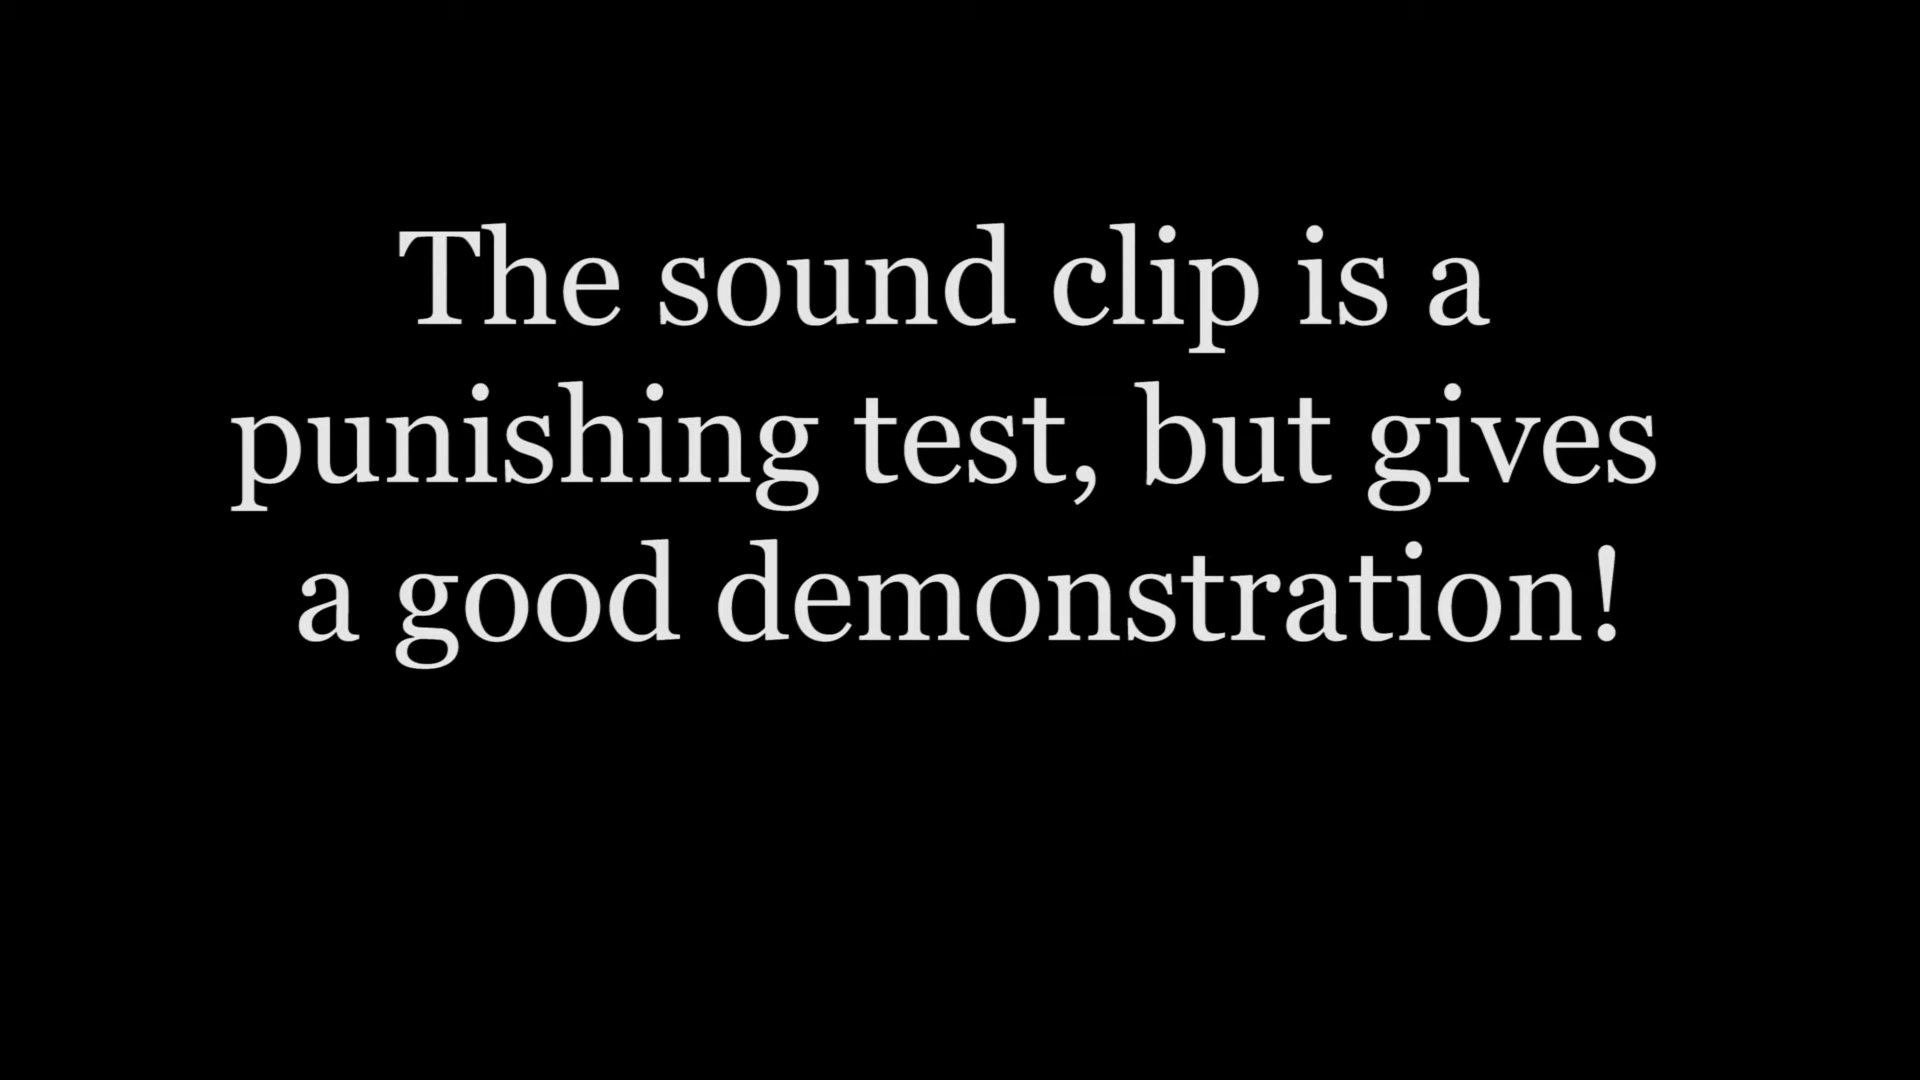 The sound clip is a
punishing test, but gives
a good demonstration!